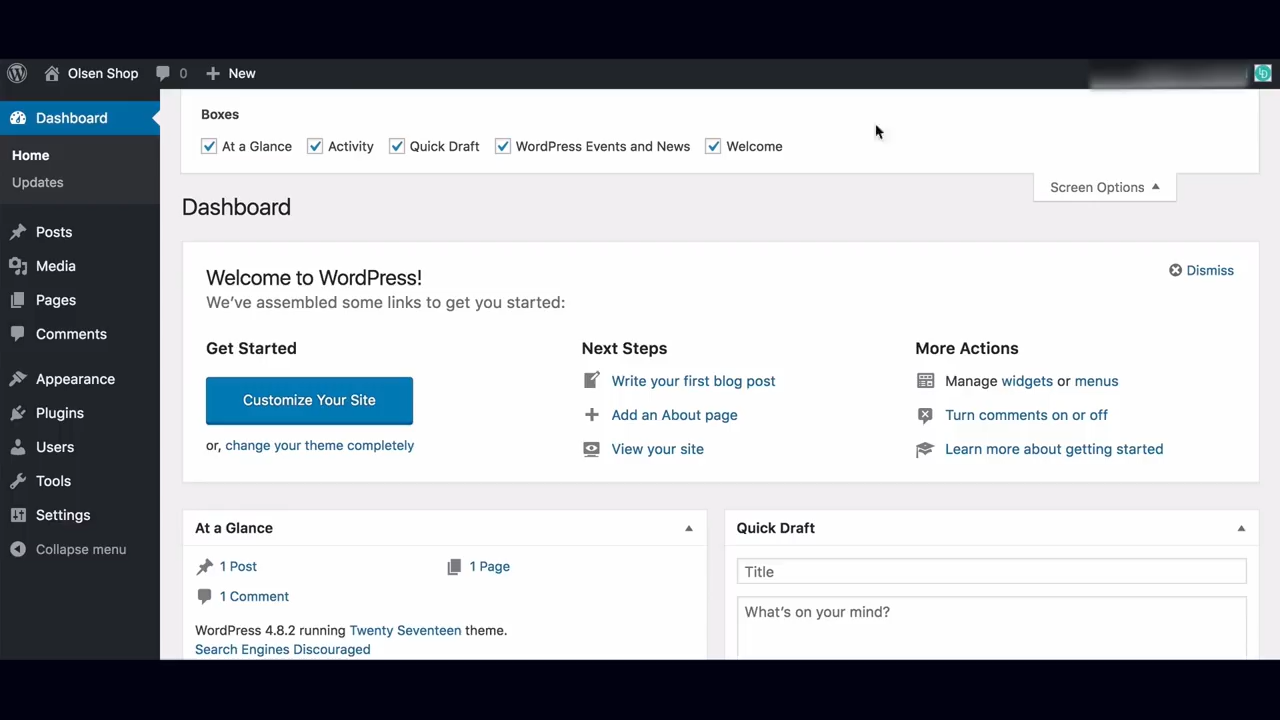 Olsen Shop 0 New
Dashboard
Home
Updates
Posts
Media
Pages
Comments
Appearance
Plugins
Users
Tools
Settings
Collapse menu
Boxes
At a Glance Activity Quick Draft WordPress Events and News Welcome
Screen Options
Dashboard
Welcome to WordPress!
Dismiss
We've assembled some links to get you started:
Get Started
Customize Your Site
or, change your theme completely
Next Steps
Write your first blog post
Add an About page
View your site
More Actions
Manage widgets or menus
Turn comments on or off
Learn more about getting started
At a Glance
1 Post 1 Page
1 Comment
WordPress 4.8.2 running Twenty Seventeen theme.
Search Engines Discouraged
Quick Draft
Title
What's on your mind?